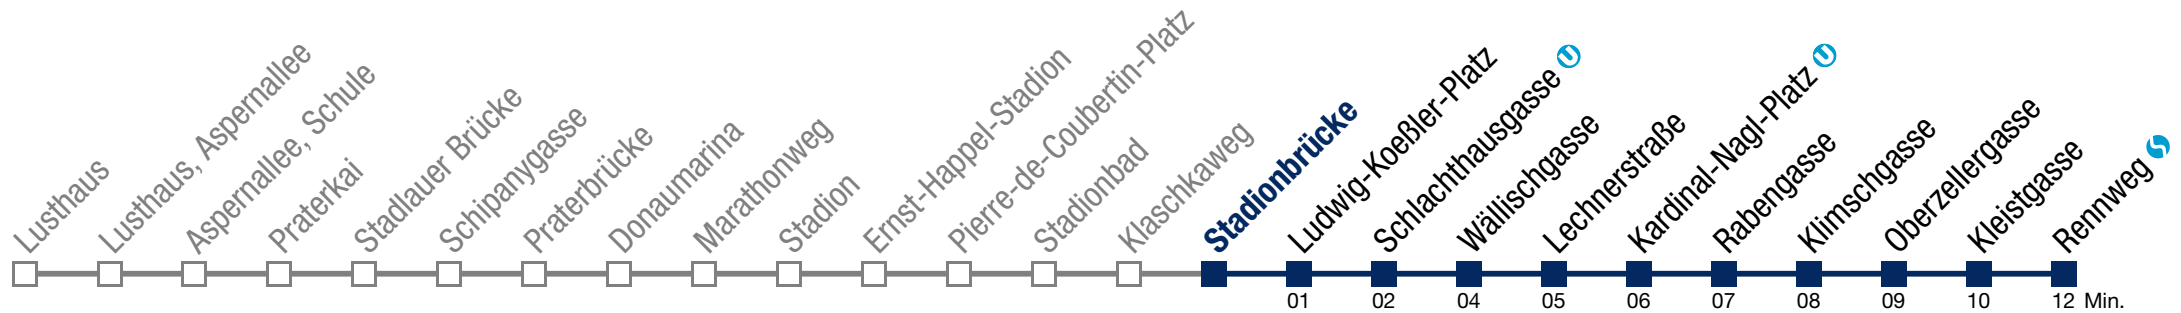 Lusthaus
Lusthaus, Aspernallee
Aspernallee, Schule
Praterkai
Stadlauer Brücke
Schipanygasse
Praterbrücke
Donaumarina
Marathonweg
Stadion
Ernst-Happel-Stadion
Pierre-de-Coubertin-Platz
Stadionbad
Klaschkaweg
Stadionbrücke
Ludwig-Koeßler-Platz
Schlachthausgasse U
Wällischgasse
Lechnerstraße
Kardinal-Nagl-Platz U
Rabengasse
Klimschgasse
Oberzellergasse
Kleistgasse
Rennweg S
01 02 04 05 06 07 08 09 10 12 Min.